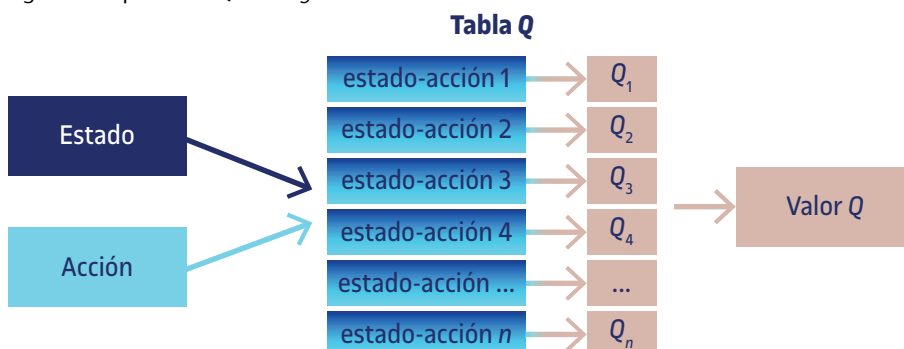 Tabla Q
Estado
Acción
estado-acción 1
Q1
estado-acción 2
Q2
estado-acción 3
Q3
estado-acción 4
Q4
estado-acción ...
...
estado-acción n
Qn
Valor Q